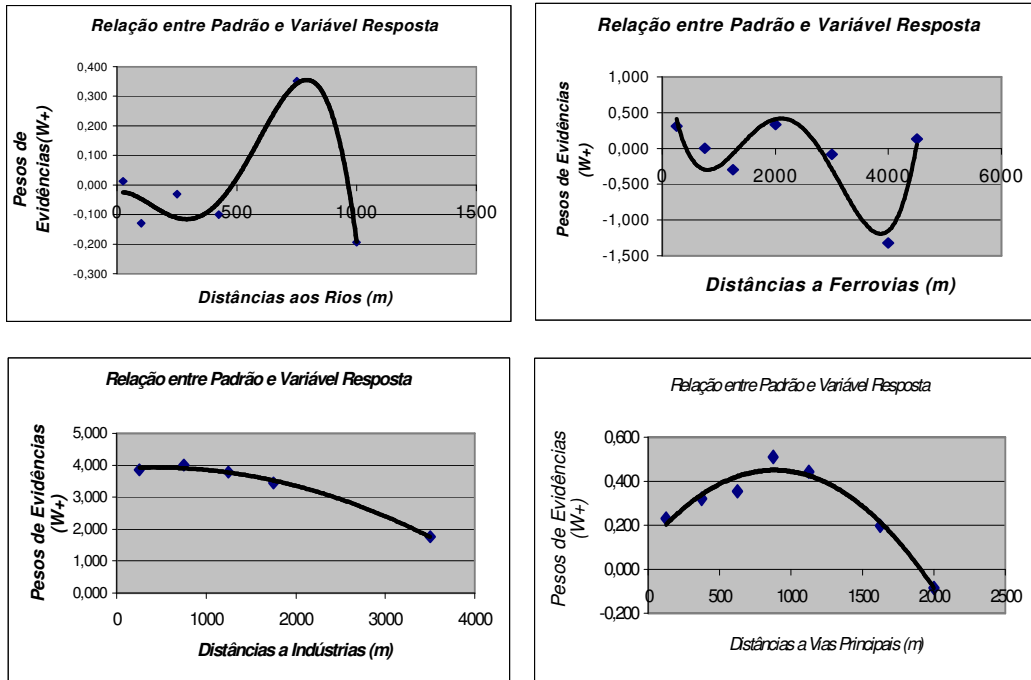 Relação entre Padrão e Variável Resposta
Pesos de
Evidências(W+)
0,400
0,300
0,200
0,100
0,000
-0,100
-0,200
-0,300
0
500
1000
1500
Distâncias aos Rios (m)
Relação entre Padrão e Variável Resposta
Pesos de Evidências
(W+)
1,000
0,500
0,000
-0,500
-1,000
-1,500
0
2000
4000
6000
Distâncias a Ferrovias (m)
Relação entre Padrão e Variável Resposta
Pesos de Evidências
(W+)
5,000
4,000
3,000
2,000
1,000
0,000
0
1000
2000
3000
4000
Distâncias a Indústrias (m)
Relação entre Padrão e Variável Resposta
Pesos de Evidências
(W+)
0,600
0,400
0,200
0,000
-0,200
0
500
1000
1500
2000
2500
Distâncias a Vias Principais (m)